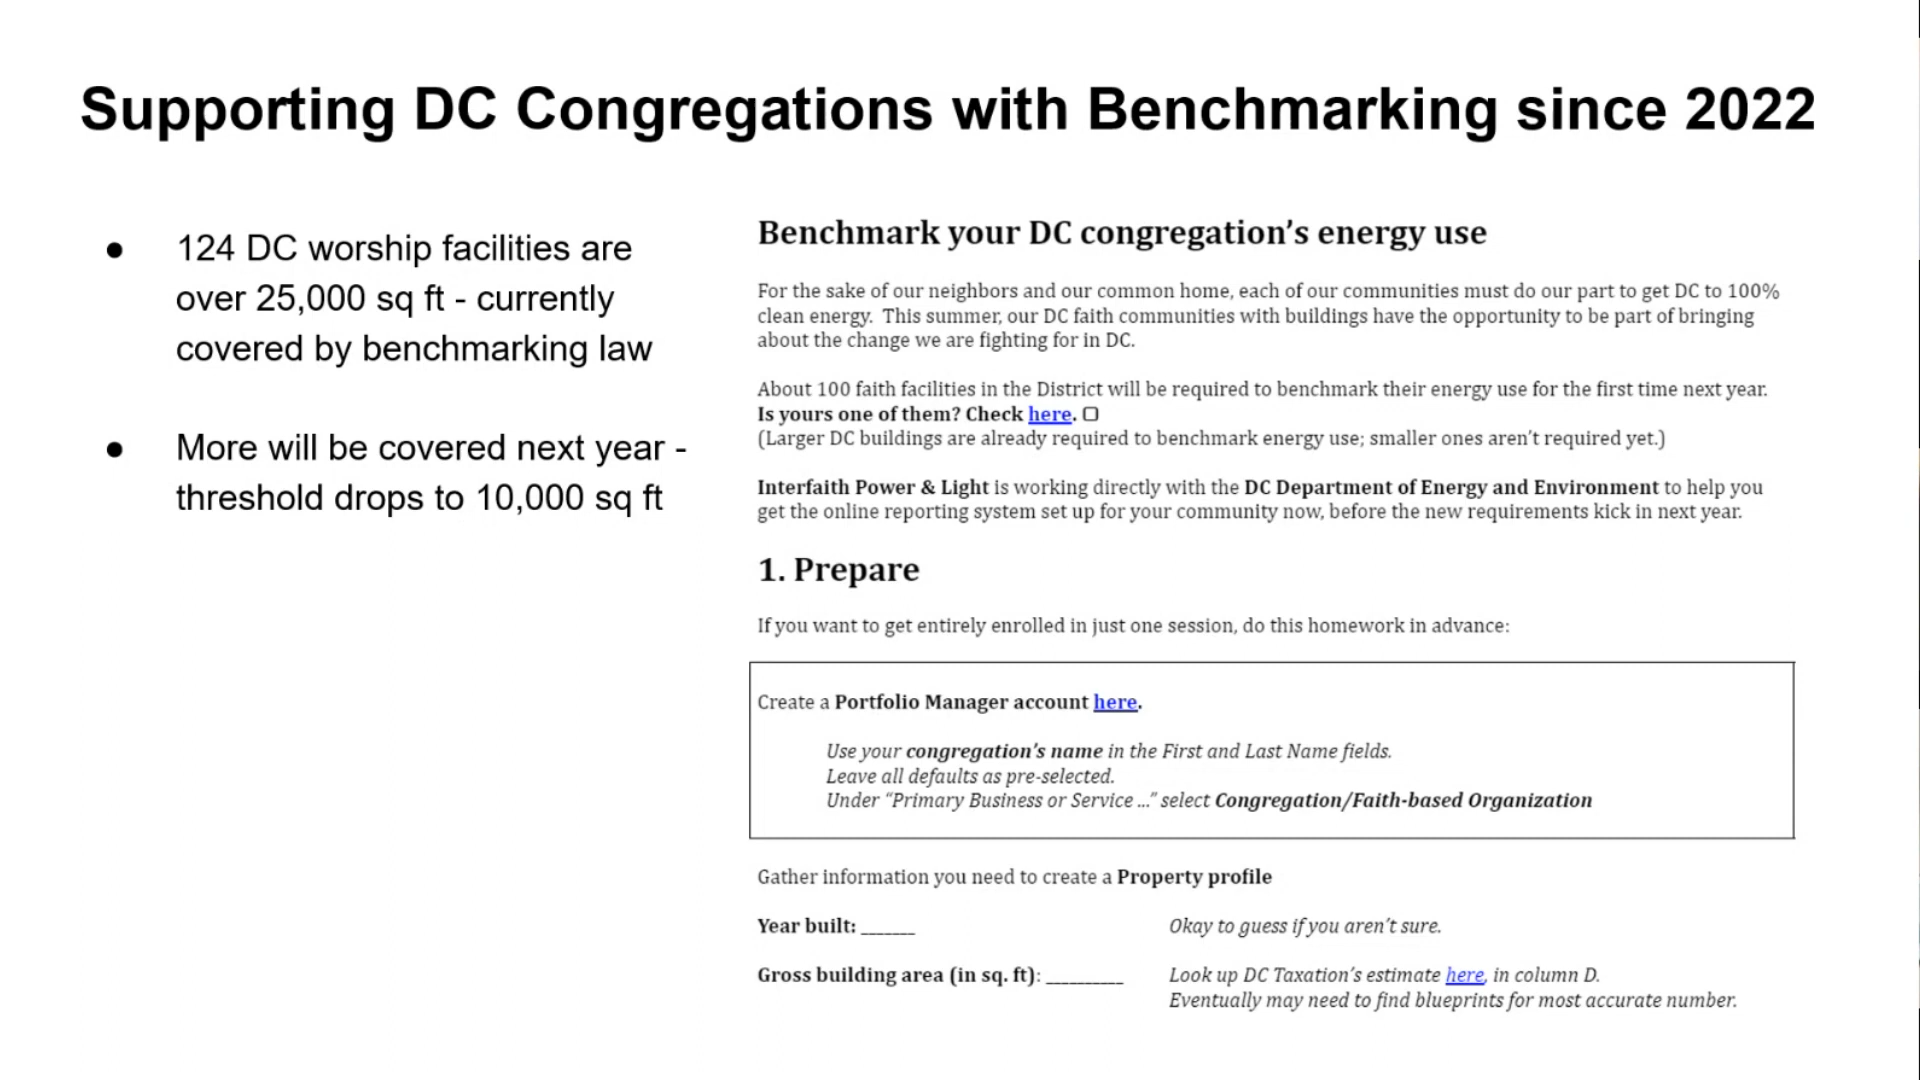 Supporting DC Congregations with Benchmarking since 2022
● 124 DC worship facilities are
over 25,000 sq ft - currently
covered by benchmarking law
● More will be covered next year -
threshold drops to 10,000 sq ft
Benchmark your DC congregation’s energy use
For the sake of our neighbors and our common home, each of our communities must do our part to get DC to 100%
clean energy.  This summer, our DC faith communities with buildings have the opportunity to be part of bringing
about the change we are fighting for in DC.
About 100 faith facilities in the District will be required to benchmark their energy use for the first time next year.
Is yours one of them? Check here. ▢
(Larger DC buildings are already required to benchmark energy use; smaller ones aren’t required yet.)
Interfaith Power & Light is working directly with the DC Department of Energy and Environment to help you
get the online reporting system set up for your community now, before the new requirements kick in next year.
1. Prepare
If you want to get entirely enrolled in just one session, do this homework in advance:
Create a Portfolio Manager account here.
Use your congregation’s name in the First and Last Name fields.
Leave all defaults as pre-selected.
Under “Primary Business or Service ...” select Congregation/Faith-based Organization
Gather information you need to create a Property profile
Year built: _______ Okay to guess if you aren’t sure.
Gross building area (in sq. ft): __________ Look up DC Taxation’s estimate here, in column D.
Eventually may need to find blueprints for most accurate number.